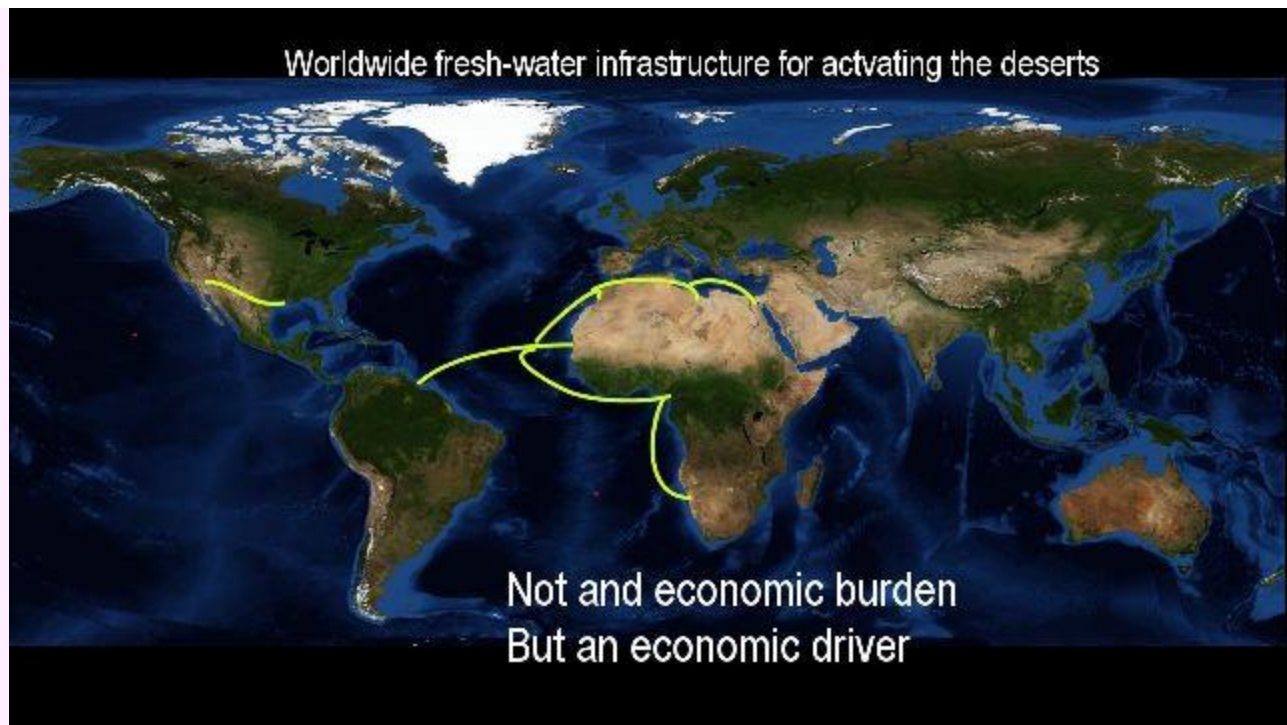 Worldwide fresh-water infrastructure for actvating the deserts
Not and economic burden
But an economic driver